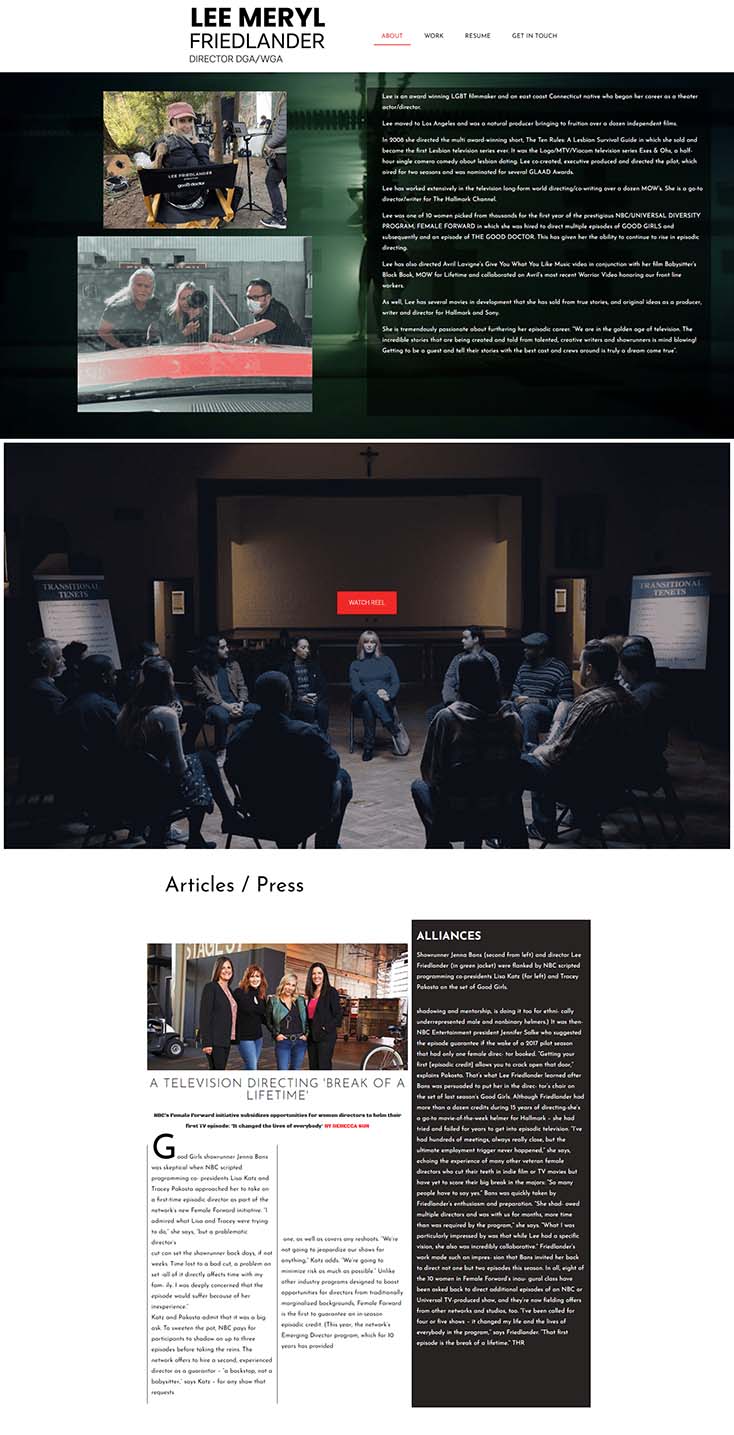 LEE MERYL
FRIEDLANDER
DIRECTOR DGA/WGA
ABOUT
WORK
RESUME
GET IN TOUCH
LEE FRIEDLANDER
DIRECTOR
good doctor
Lee is an award winning LGBT filmmaker and an east coast Connecticut native who began her career as a theater
actor/director.
Lee moved to Los Angeles and was a natural producer bringing to fruition over a dozen independent films.
In 2008 she directed the multi award-winning short, The Ten Rules: A Lesbian Survival Guide in which she sold and
became the first Lesbian television series ever. It was the Logo/MTV/Viacom television series Exes & Ohs, a half-
hour single camera comedy about lesbian dating. Lee co-created, executive produced and directed the pilot, which
aired for two seasons and was nominated for several GLAAD Awards.
Lee has worked extensively in the television long-form world directing/co-writing over a dozen MOW's. She is a go-to
director/writer for The Hallmark Channel.
Lee was one of 10 women picked from thousands for the first year of the prestigious NBC/UNIVERSAL DIVERSITY
PROGRAM, FEMALE FORWARD in which she was hired to direct multiple episodes of GOOD GIRLS and
subsequently and an episode of THE GOOD DOCTOR. This has given her the ability to continue to rise in episodic
directing.
Lee has also directed Avril Lavigne's Give You What You Like Music video in conjunction with her film Babysitter's
Black Book, MOW for Lifetime and collaborated on Avril's most recent Warrior Video honoring our front line
workers.
As well, Lee has several movies in development that she has sold from true stories, and original ideas as a producer,
writer and director for Hallmark and Sony.
She is tremendously passionate about furthering her episodic career. "We are in the golden age of television. The
incredible stories that are being created and told from talented, creative writers and showrunners is mind blowing!
Getting to be a guest and tell their stories with the best cast and crews around is truly a dream come true".
TRANSITIONAL
TENETS
TRANSITIONAL
TENETS
WATCH REEL
Articles / Press
STAGE 37
A TELEVISION DIRECTING 'BREAK OF A
LIFETIME'
NBC's Female Forward initiative subsidizes opportunities for women directors to helm their
first TV episode: 'It changed the lives of everybody' BY REBECCA SUN
Good Girls showrunner Jenna Bans
was skeptical when NBC scripted
programming co- presidents Lisa Katz and
Tracey Pakosta approached her to take on
a first-time episodic director as part of the
network's new Female Forward initiative. "I
admired what Lisa and Tracey were trying
to do," she says, "but a problematic
director's
cut can set the showrunner back days, if not
weeks. Time lost to a bad cut, a problem on
set -all of it directly affects time with my
fam- ily. I was deeply concerned that the
episode would suffer because of her
inexperience."
Katz and Pakosta admit that it was a big
ask. To sweeten the pot, NBC pays for
participants to shadow on up to three
episodes before taking the reins. The
network offers to hire a second, experienced
director as a guarantor – "a backstop, not a
babysitter," says Katz – for any show that
requests
one, as well as covers any reshoots. "We're
not going to jeopardize our shows for
anything," Katz adds. "We're going to
minimize risk as much as possible." Unlike
other industry programs designed to boost
opportunities for directors from traditionally
marginalized backgrounds, Female Forward
is the first to guarantee an in-season
episodic credit. (This year, the network's
Emerging Director program, which for 10
years has provided
ALLIANCES
Showrunner Jenna Bans (second from left) and director Lee
Friedlander (in green jacket) were flanked by NBC scripted
programming co-presidents Lisa Katz (far left) and Tracey
Pakosta on the set of Good Girls.
shadowing and mentorship, is doing it too for ethni- cally
underrepresented male and nonbinary helmers.) It was then-
NBC Entertainment president Jennifer Salke who suggested
the episode guarantee if the wake of a 2017 pilot season
that had only one female direc- tor booked. "Getting your
first [episodic credit] allows you to crack open that door,"
explains Pakosta. That's what Lee Friedlander learned after
Bans was persuaded to put her in the direc- tor's chair on
the set of last season's Good Girls. Although Friedlander had
more than a dozen credits during 15 years of directing-she's
a go-to movie-of-the-week helmer for Hallmark – she had
tried and failed for years to get into episodic television. "I've
had hundreds of meetings, always really close, but the
ultimate employment trigger never happened," she says,
echoing the experience of many other veteran female
directors who cut their teeth in indie film or TV movies but
have yet to score their big break in the majors: "So many
people have to say yes." Bans was quickly taken by
Friedlander's enthusiasm and preparation. "She shad- owed
multiple directors and was with us for months, more time
than was required by the program," she says. "What I was
particularly impressed by was that while Lee had a specific
vision, she also was incredibly collaborative." Friedlander's
work made such an impres- sion that Bans invited her back
to direct not one but two episodes this season. In all, eight of
the 10 women in Female Forward's inau- gural class have
been asked back to direct additional episodes of an NBC or
Universal TV-produced show, and they're now fielding offers
from other networks and studios, too. "I've been called for
four or five shows – it changed my life and the lives of
everybody in the program," says Friedlander. "That first
episode is the break of a lifetime." THR